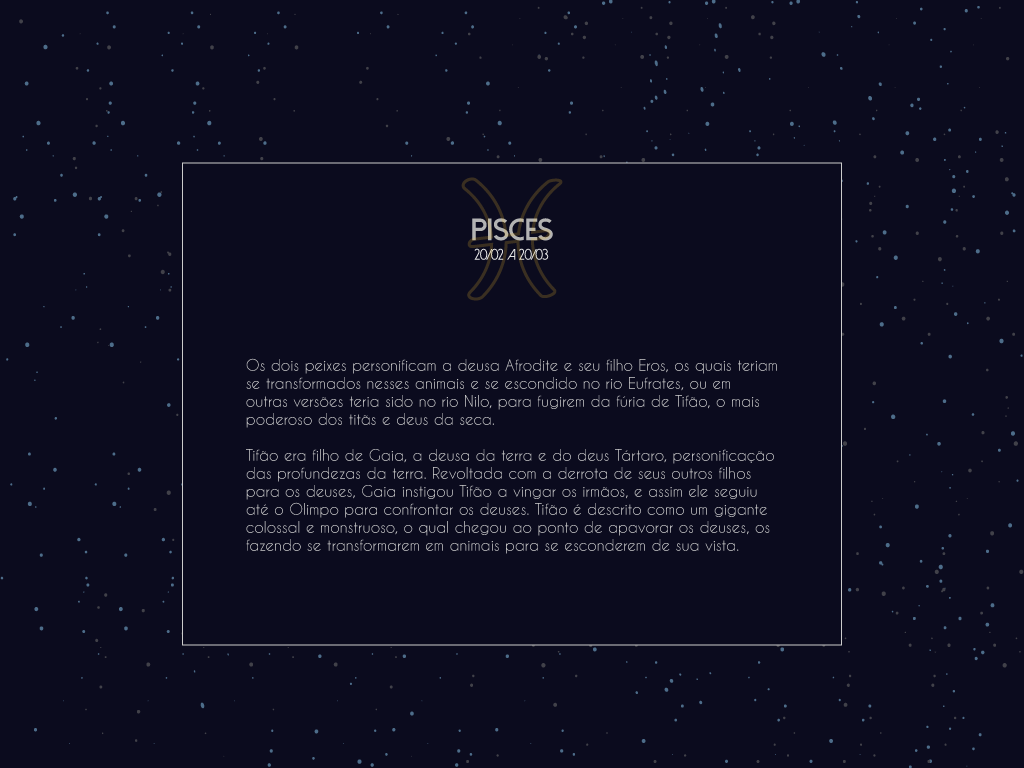 PISCES
20/02 A 20/03
Os dois peixes personificam a deusa Afrodite e seu filho Eros, os quais teriam
se transformados nesses animais e se escondido no rio Eufrates, ou em
outras versões teria sido no rio Nilo, para fugirem da fúria de Tifão, o mais
poderoso dos titãs e deus da seca.
Tifão era filho de Gaia, a deusa da terra e do deus Tártaro, personificação
das profundezas da terra. Revoltada com a derrota de seus outros filhos
para os deuses, Gaia instigou Tifão a vingar os irmãos, e assim ele seguiu
até o Olimpo para confrontar os deuses. Tifão é descrito como um gigante
colossal e monstruoso, o qual chegou ao ponto de apavorar os deuses, os
fazendo se transformarem em animais para se esconderem de sua vista.